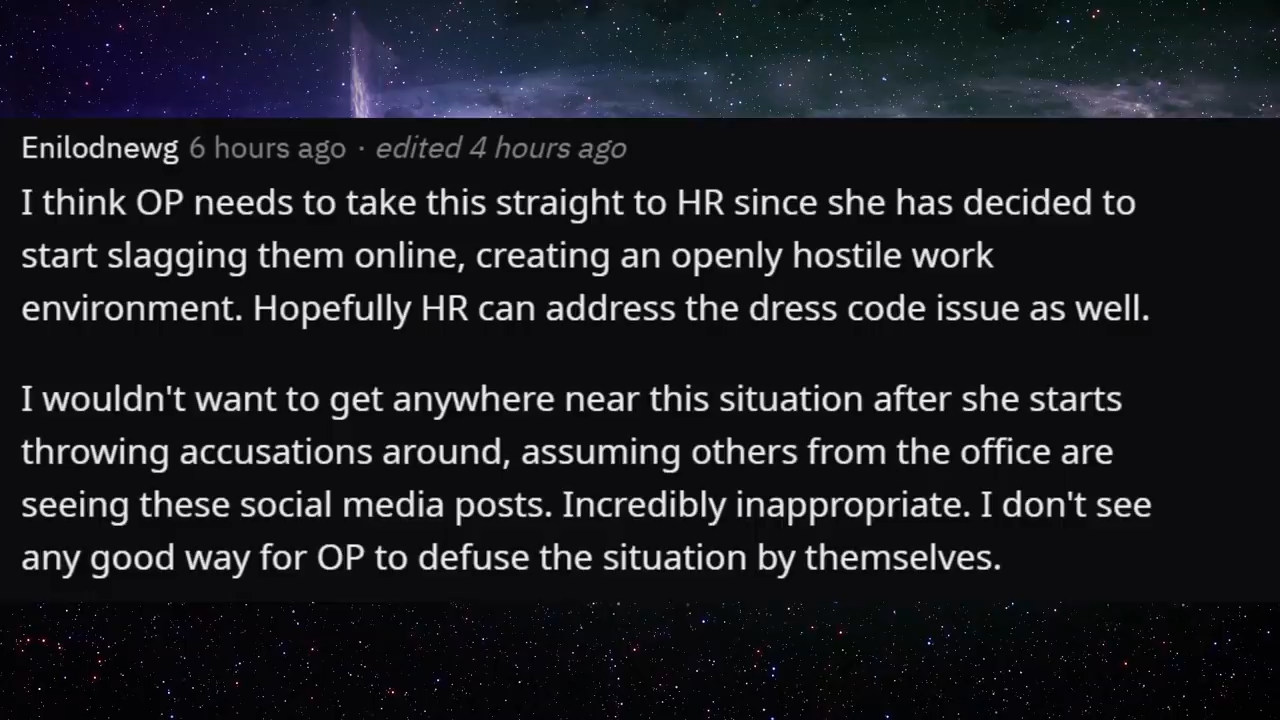 Enilodnewg 6 hours ago · edited 4 hours ago
I think OP needs to take this straight to HR since she has decided to
start slagging them online, creating an openly hostile work
environment. Hopefully HR can address the dress code issue as well.
I wouldn't want to get anywhere near this situation after she starts
throwing accusations around, assuming others from the office are
seeing these social media posts. Incredibly inappropriate. I don't see
any good way for OP to defuse the situation by themselves.